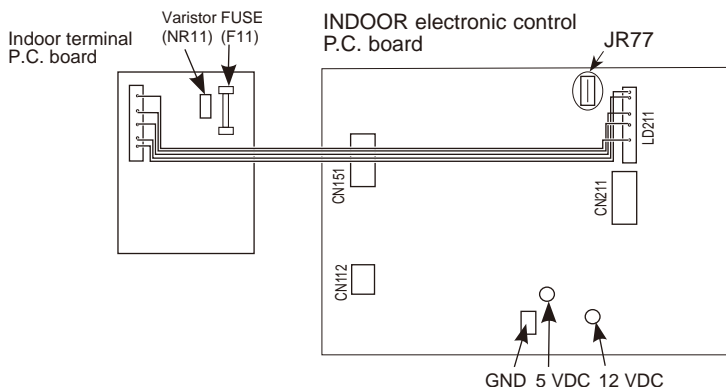 Indoor terminal
P.C. board
Varistor FUSE
(NR11) (F11)
INDOOR electronic control
P.C. board
JR77
LD211
CN151
CN211
CN112
GND 5 VDC 12 VDC